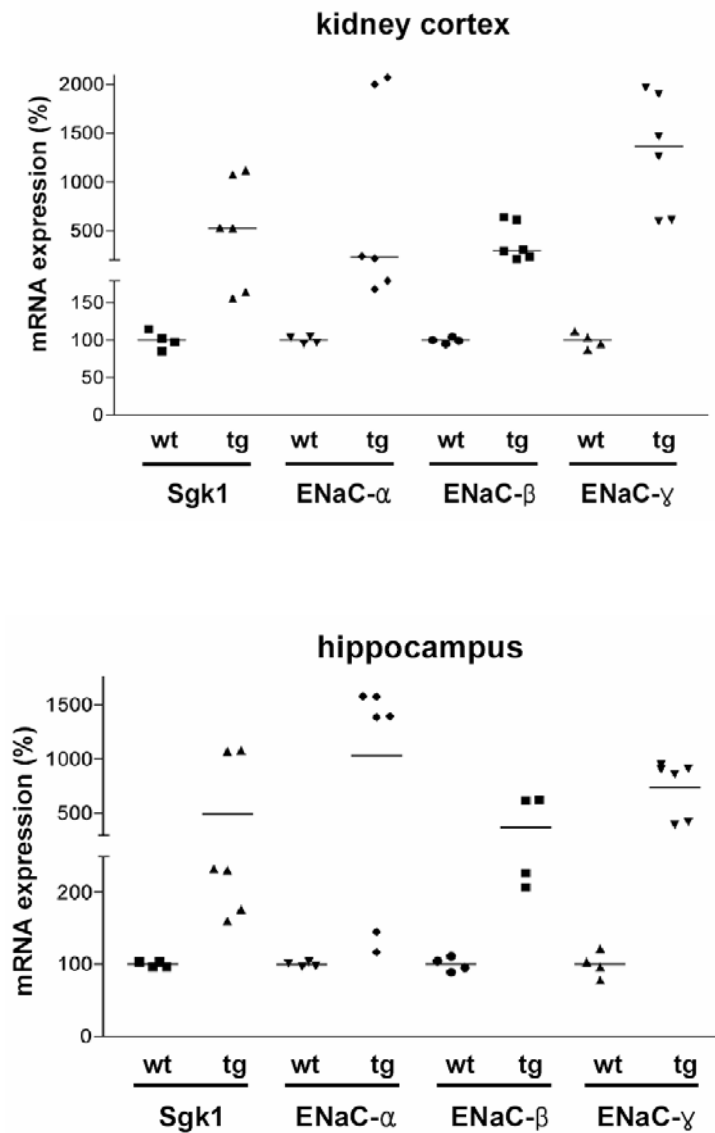 kidney cortex
mRNA expression (%)
2000
1500
1000
500
150
100
50
0
wt tg wt tg wt tg wt tg
Sgk1 ENaC-α ENaC-β ENaC-ɣ
hippocampus
mRNA expression (%)
1500
1000
500
200
100
0
wt tg wt tg wt tg wt tg
Sgk1 ENaC-α ENaC-β ENaC-ɣ